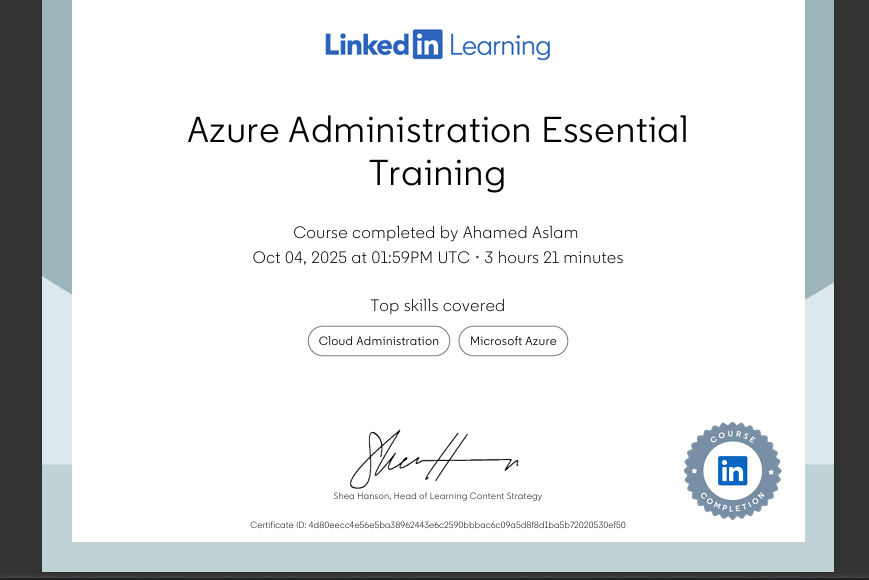 Linked in Learning
Azure Administration Essential
Training
Course completed by Ahamed Aslam
Oct 04, 2025 at 01:59PM UTC • 3 hours 21 minutes
Top skills covered
Cloud Administration
Microsoft Azure
Shea Hanson, Head of Learning Content Strategy
Certificate ID: 4d80eecc4e56e5ba38962443e6c2590bbbac6c09a5d8f8d1ba5b72020530ef50
COURSE
in
COMPLETION